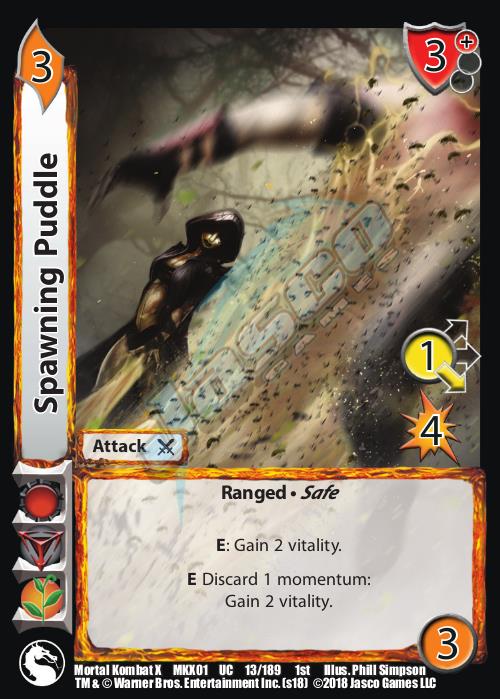 3
3 +
Spawning Puddle
JASCO
GAMES
1
4
Attack
Ranged • Safe
E: Gain 2 vitality.
E Discard 1 momentum:
Gain 2 vitality.
3
Mortal Kombat X MKX01 UC 13/189 1st Illus. Phill Simpson
TM & © Warner Bros. Entertainment Inc. (s18) ©2018 Jasco Games LLC